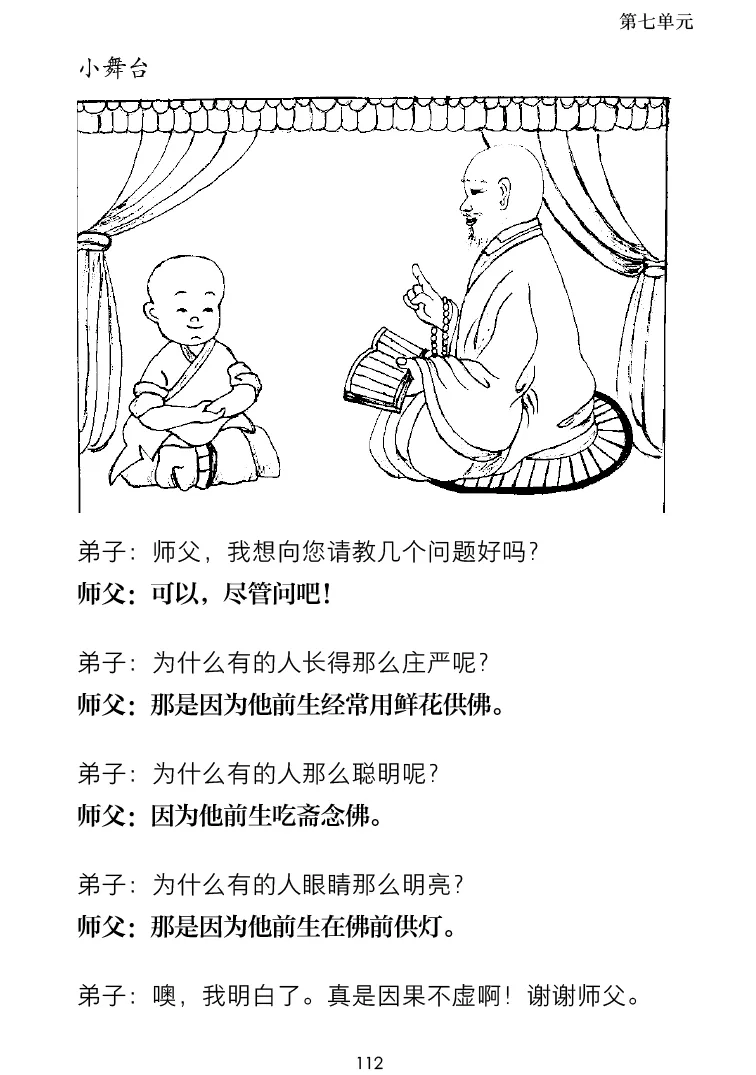 第七单元
小舞台
弟子：师父，我想向您请教几个问题好吗？
师父：可以，尽管问吧！
弟子：为什么有的人长得那么庄严呢？
师父：那是因为他前生经常用鲜花供佛。
弟子：为什么有的人那么聪明呢？
师父：因为他前生吃斋念佛。
弟子：为什么有的人眼睛那么明亮？
师父：那是因为他前生在佛前供灯。
弟子：噢，我明白了。真是因果不虚啊！谢谢师父。
112